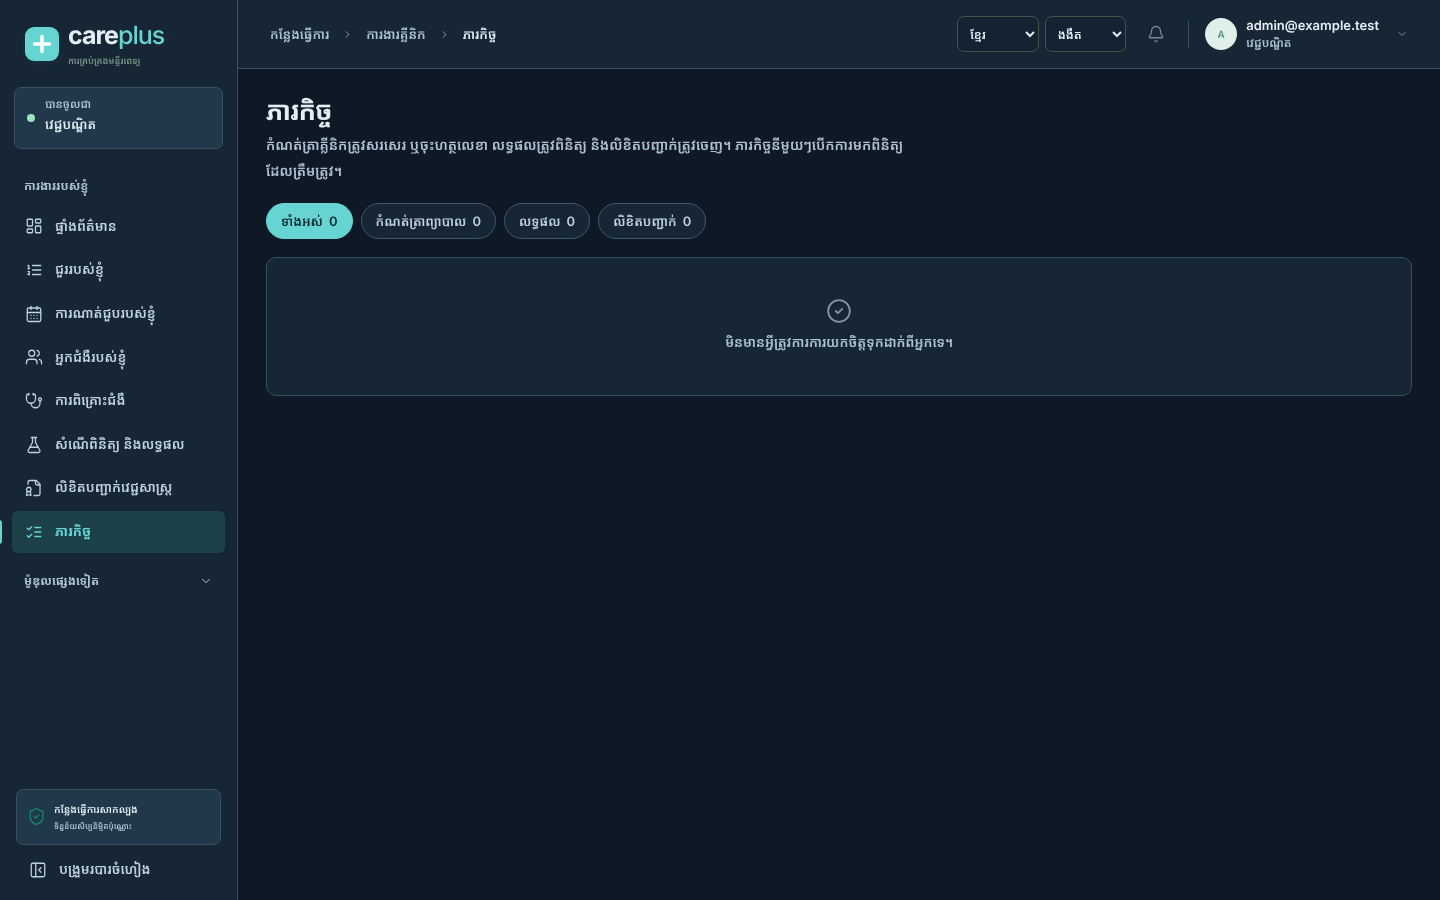 careplus
ការគ្រប់គ្រងមន្ទីរពេទ្យ
បានចូលជា
វេជ្ជបណ្ឌិត
ការងាររបស់ខ្ញុំ
ផ្ទាំងព័ត៌មាន
ជួររបស់ខ្ញុំ
ការណាត់ជួបរបស់ខ្ញុំ
អ្នកជំងឺរបស់ខ្ញុំ
ការពិគ្រោះជំងឺ
សំណើពិនិត្យ និងលទ្ធផល
លិខិតបញ្ជាក់វេជ្ជសាស្ត្រ
ភារកិច្ច
ម៉ូឌុលផ្សេងទៀត
កន្លែងធ្វើការសាកល្បង
ទិន្នន័យសិប្បនិម្មិតប៉ុណ្ណោះ
បង្រួមរបារចំហៀង
កន្លែងធ្វើការ
ការងារគ្លីនិក
ភារកិច្ច
ខ្មែរ
ងងឹត
A
admin@example.test
វេជ្ជបណ្ឌិត
ភារកិច្ច
កំណត់ត្រាគ្លីនិកត្រូវសរសេរ ឬចុះហត្ថលេខា លទ្ធផលត្រូវពិនិត្យ និងលិខិតបញ្ជាក់ត្រូវចេញ។ ភារកិច្ចនីមួយៗបើកការមកពិនិត្យ
ដែលត្រឹមត្រូវ។
ទាំងអស់ 0
កំណត់ត្រាព្យាបាល 0
លទ្ធផល 0
លិខិតបញ្ជាក់ 0
មិនមានអ្វីត្រូវការការយកចិត្តទុកដាក់ពីអ្នកទេ។